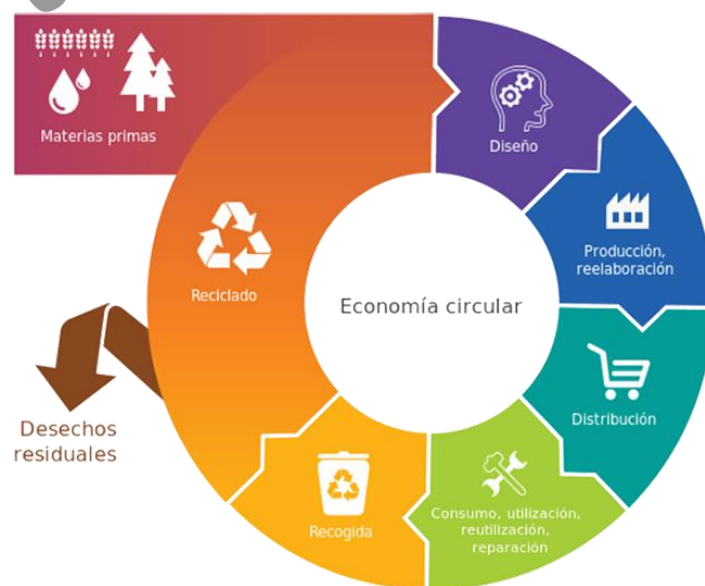 Materias primas
Diseño
Producción,
reelaboración
Reciclado
Economía circular
Distribución
Desechos
residuales
Consumo, utilización,
reutilización,
reparación
Recogida